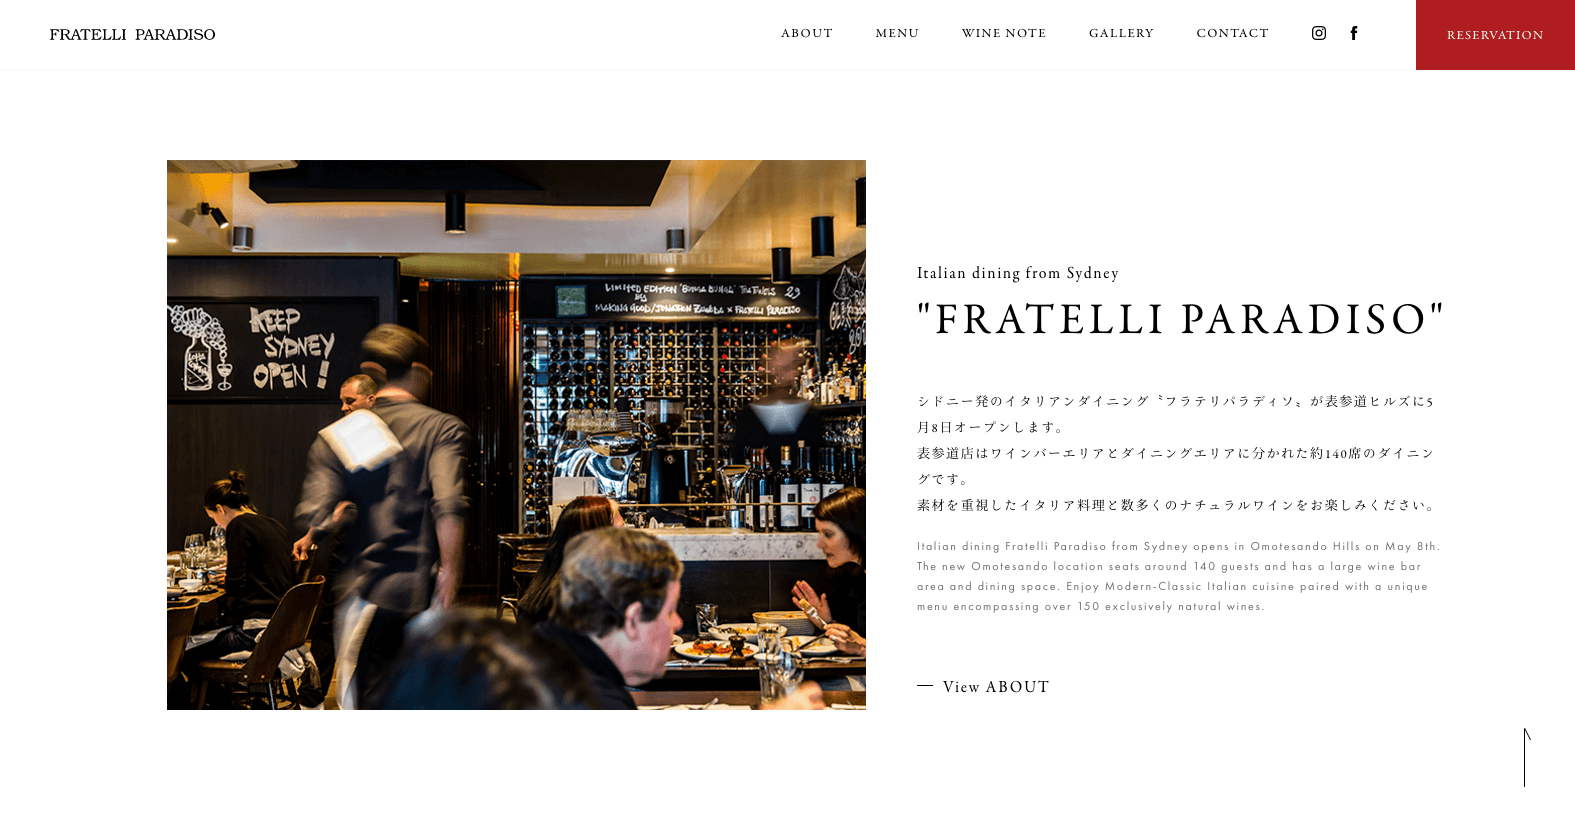 FRATELLI PARADISO
ABOUT
MENU
WINE NOTE
GALLERY
CONTACT
RESERVATION
LIMITED EDITION
BY
MAKING GOOD/JONATHAN ZAWADA x FRATELLI PARADISO
KEEP
SYDNEY
OPEN!
Italian dining from Sydney
"FRATELLI PARADISO"
シドニー発のイタリアンダイニング〝フラテリパラディソ〟が表参道ヒルズに5
月8日オープンします。
表参道店はワインバーエリアとダイニングエリアに分かれた約140席のダイニン
グです。
素材を重視したイタリア料理と数多くのナチュラルワインをお楽しみください。
Italian dining Fratelli Paradiso from Sydney opens in Omotesando Hills on May 8th.
The new Omotesando location seats around 140 guests and has a large wine bar
area and dining space. Enjoy Modern-Classic Italian cuisine paired with a unique
menu encompassing over 150 exclusively natural wines.
View ABOUT